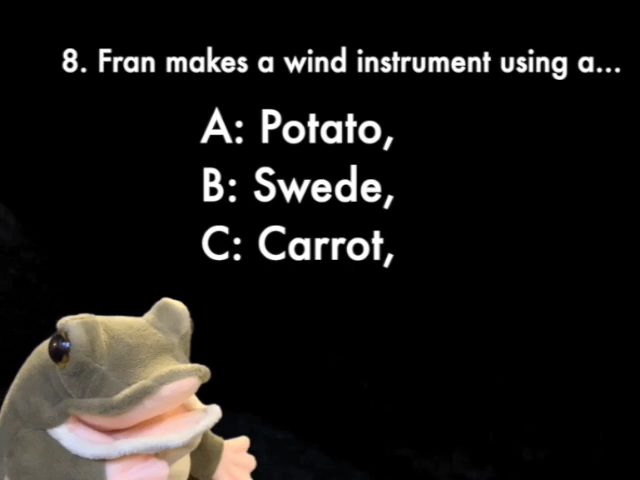 8. Fran makes a wind instrument using a...
A: Potato,
B: Swede,
C: Carrot,